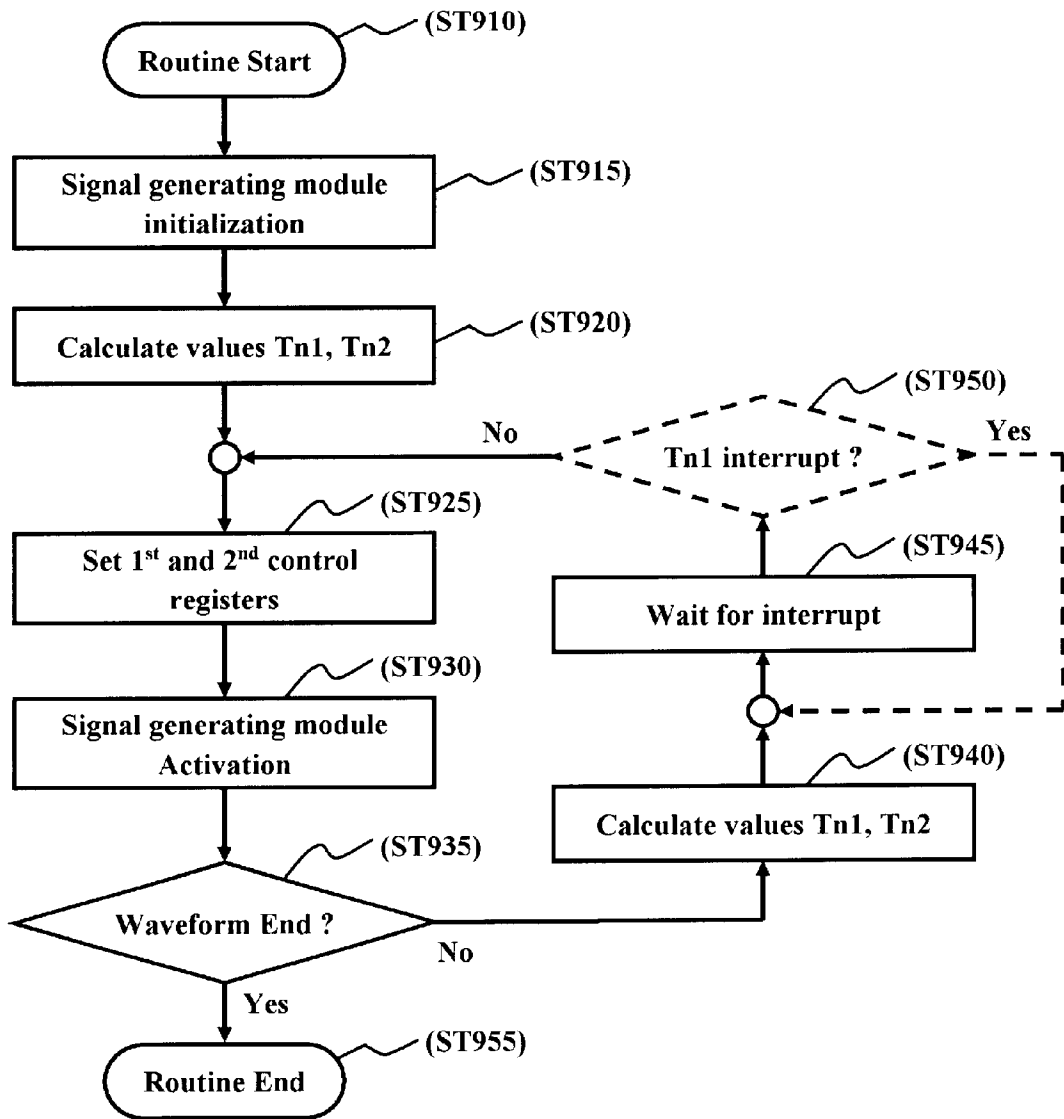 (ST910)
Routine Start
(ST915)
Signal generating module
initialization
(ST920)
Calculate values Tn1, Tn2
(ST950)
No
Yes
Tn1 interrupt ?
(ST925)
Set 1st and 2nd control
registers
(ST945)
Wait for interrupt
(ST930)
Signal generating module
Activation
(ST940)
Calculate values Tn1, Tn2
(ST935)
Waveform End ?
No
Yes
(ST955)
Routine End